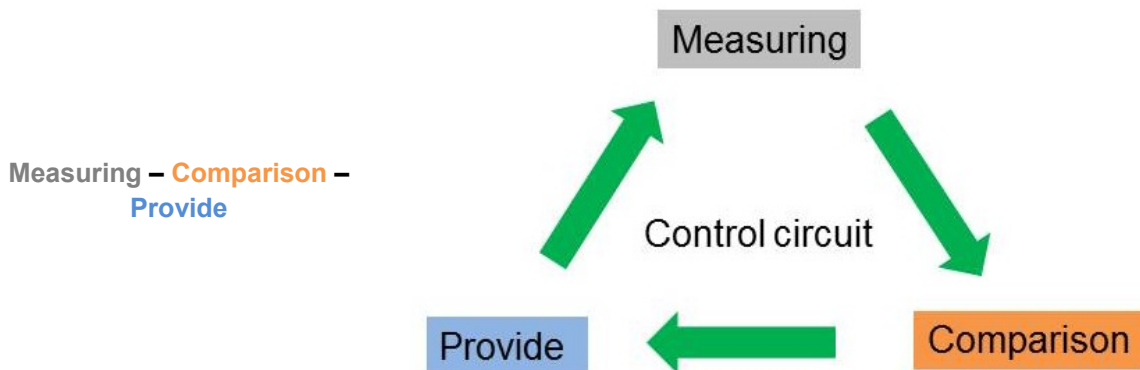 Measuring
Measuring – Comparison –
Provide
Control circuit
Provide
Comparison